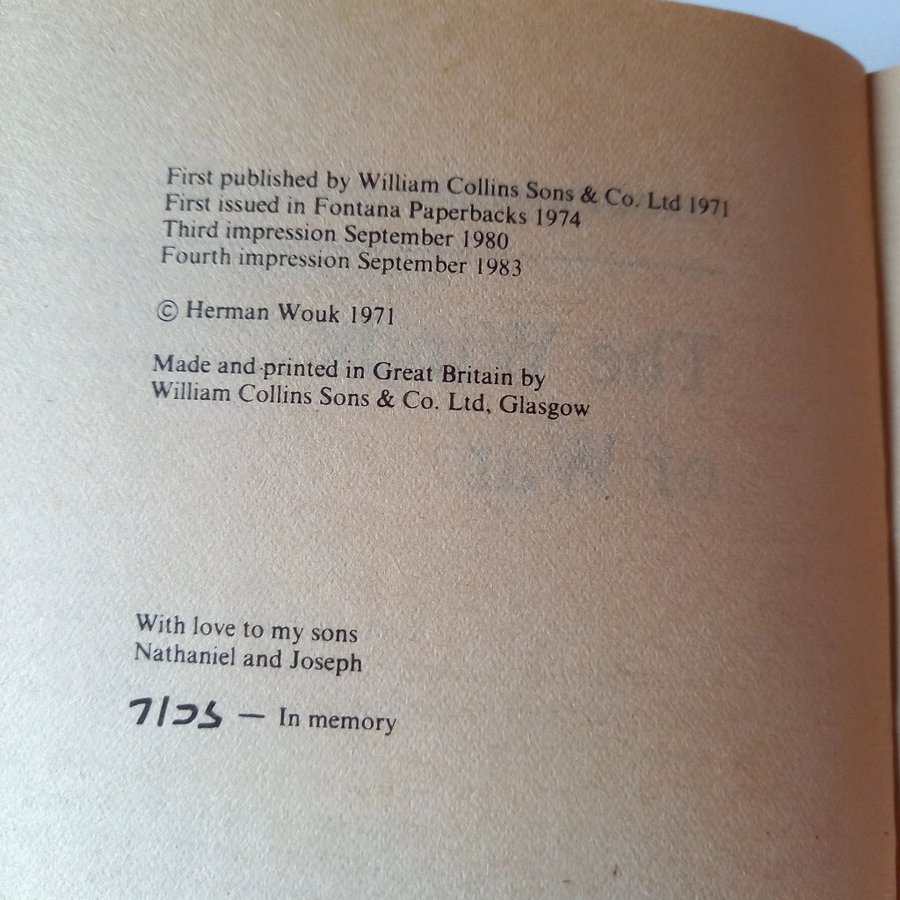 First published by William Collins Sons & Co. Ltd 1971
First issued in Fontana Paperbacks 1974
Third impression September 1980
Fourth impression September 1983
© Herman Wouk 1971
Made and printed in Great Britain by
William Collins Sons & Co. Ltd, Glasgow
With love to my sons
Nathaniel and Joseph
זכור — In memory